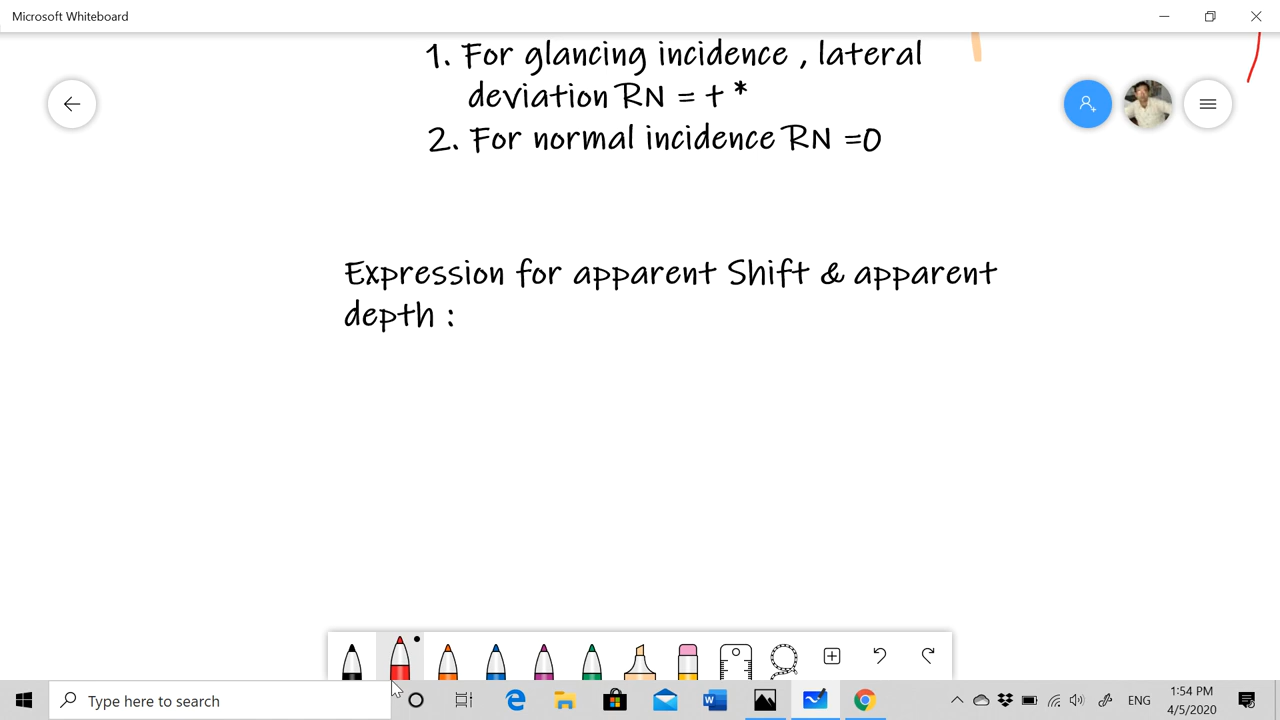 Microsoft Whiteboard
1. For glancing incidence , lateral
deviation RN = t *
2. For normal incidence RN =0
Expression for apparent Shift & apparent
depth :
Type here to search
ENG
1:54 PM
4/5/2020